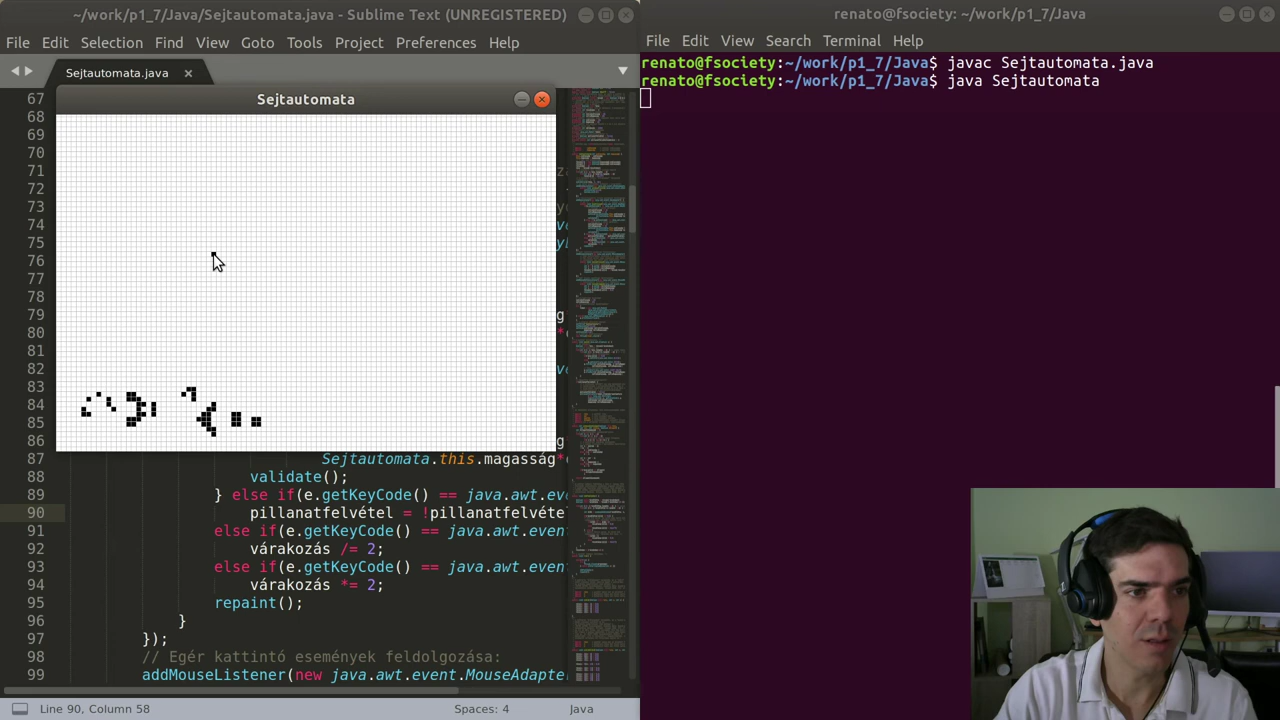 ~/work/p1_7/Java/Sejtautomata.java - Sublime Text (UNREGISTERED)
File Edit Selection Find View Goto Tools Project Preferences Help
Sejtautomata.java
Sejtautomata
67
68
69
70
71
72
73
74
75
76
77
78
79
80
81
82
83
84
85
86
87 Sejtautomata.this.magasság*
88 validate();
89 } else if(e.getKeyCode() == java.awt.eve
90 pillanatfelvétel = !pillanatfelvéte
91 else if(e.getKeyCode() == java.awt.even
92 várakozás /= 2;
93 else if(e.getKeyCode() == java.awt.even
94 várakozás *= 2;
95 repaint();
96 }
97 });
98 // Egér kattintó események feldolgozása:
99 addMouseListener(new java.awt.event.MouseAdapte
Line 90, Column 58 Spaces: 4 Java
renato@fsociety: ~/work/p1_7/Java
File Edit View Search Terminal Help
renato@fsociety:~/work/p1_7/Java$ javac Sejtautomata.java
renato@fsociety:~/work/p1_7/Java$ java Sejtautomata